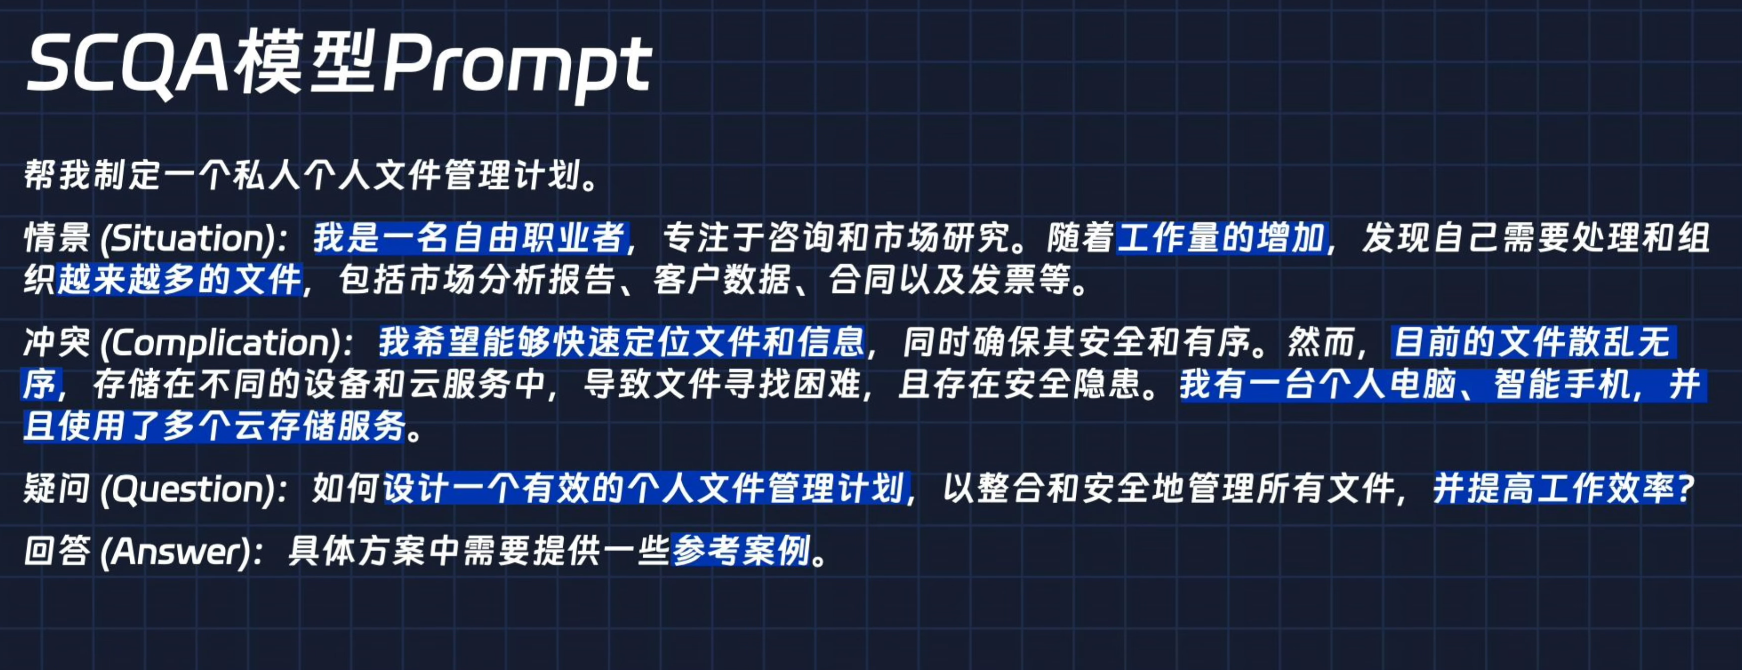 SCQA模型Prompt
帮我制定一个私人个人文件管理计划。
情景 (Situation)：我是一名自由职业者，专注于咨询和市场研究。随着工作量的增加，发现自己需要处理和组
织越来越多的文件，包括市场分析报告、客户数据、合同以及发票等。
冲突 (Complication)：我希望能够快速定位文件和信息，同时确保其安全和有序。然而，目前的文件散乱无
序，存储在不同的设备和云服务中，导致文件寻找困难，且存在安全隐患。我有一台个人电脑、智能手机，并
且使用了多个云存储服务。
疑问 (Question)：如何设计一个有效的个人文件管理计划，以整合和安全地管理所有文件，并提高工作效率?
回答 (Answer)：具体方案中需要提供一些参考案例。